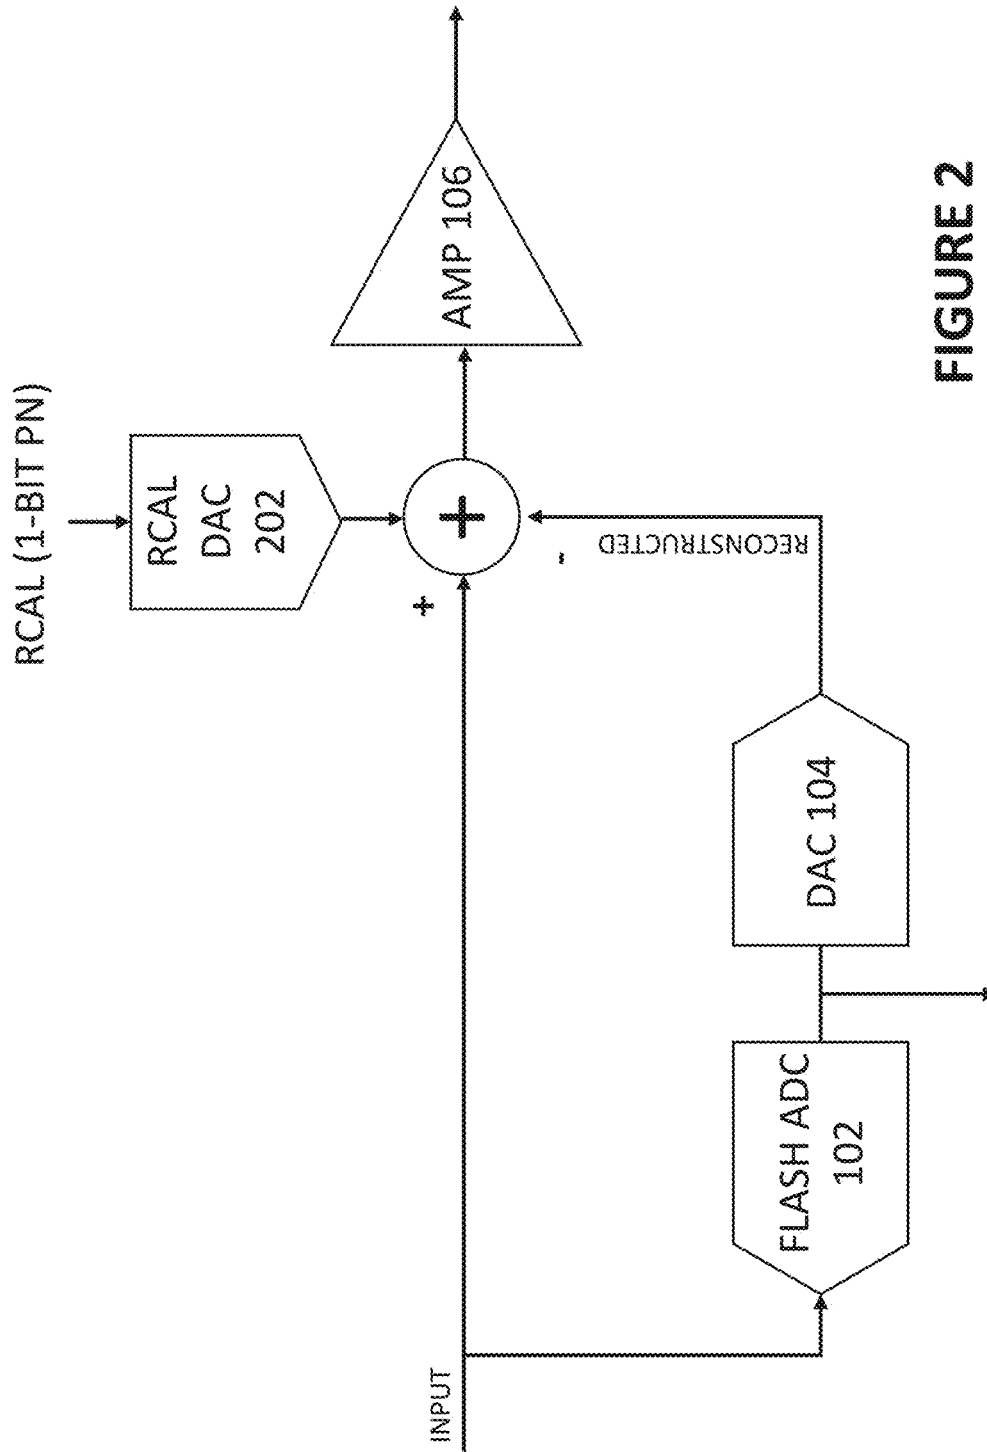 RCAL (1-BIT PN)
RCAL
DAC
202
+
+
AMP 106
INPUT
-
RECONSTRUCTED
FLASH ADC
102
DAC 104
FIGURE 2